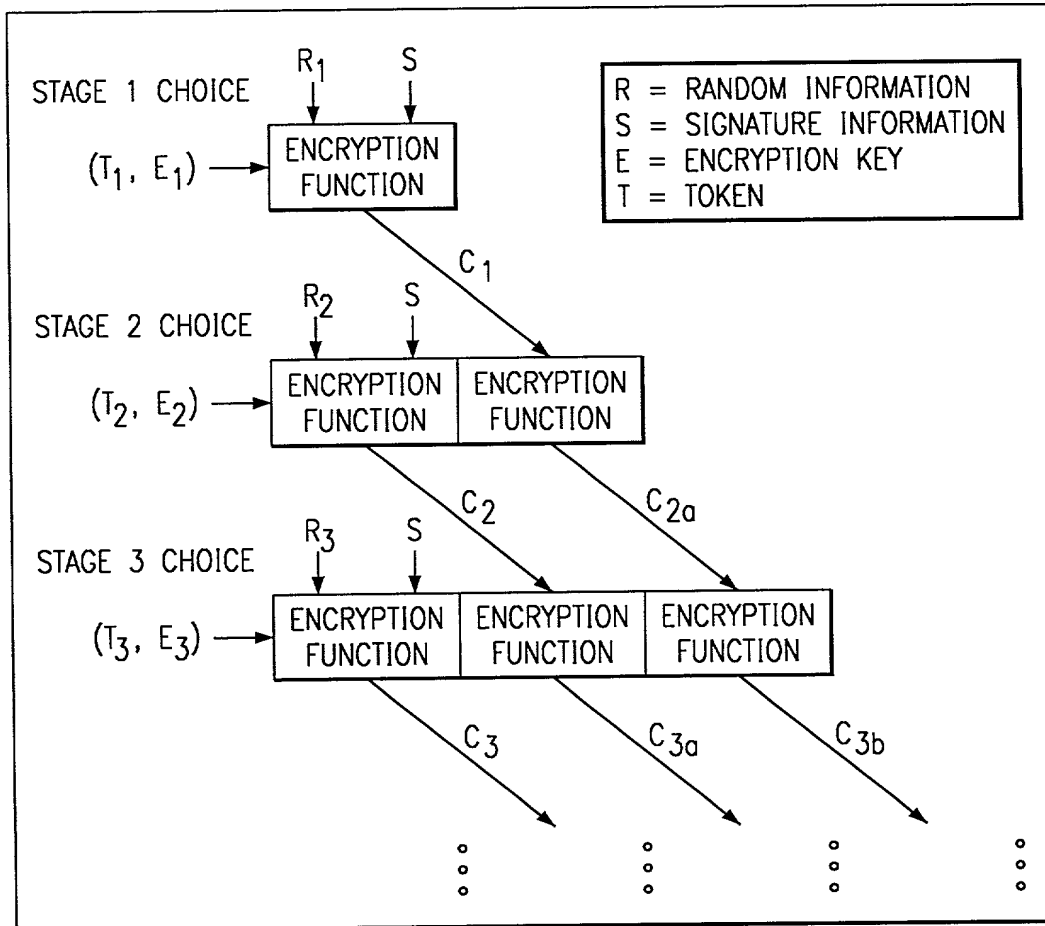 STAGE 1 CHOICE
R1 S
(T1, E1)
ENCRYPTION
FUNCTION
R = RANDOM INFORMATION
S = SIGNATURE INFORMATION
E = ENCRYPTION KEY
T = TOKEN
C1
STAGE 2 CHOICE
R2 S
(T2, E2)
ENCRYPTION
FUNCTION
ENCRYPTION
FUNCTION
C2
C2a
STAGE 3 CHOICE
R3 S
(T3, E3)
ENCRYPTION
FUNCTION
ENCRYPTION
FUNCTION
ENCRYPTION
FUNCTION
C3
C3a
C3b